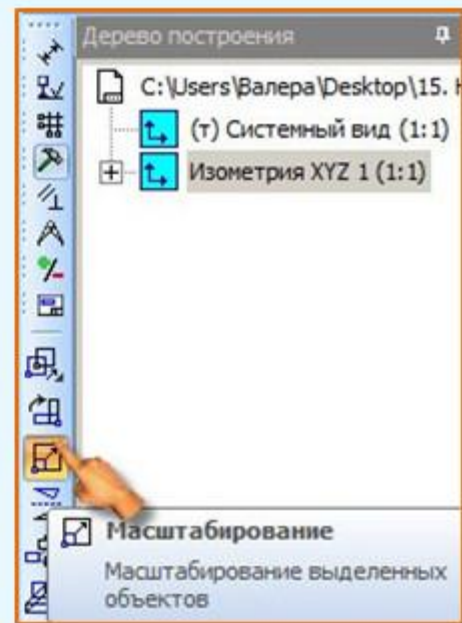 Дерево построения
C:\Users\Валера\Desktop\15.
(т) Системный вид (1:1)
Изометрия XYZ 1 (1:1)
Масштабирование
Масштабирование выделенных
объектов